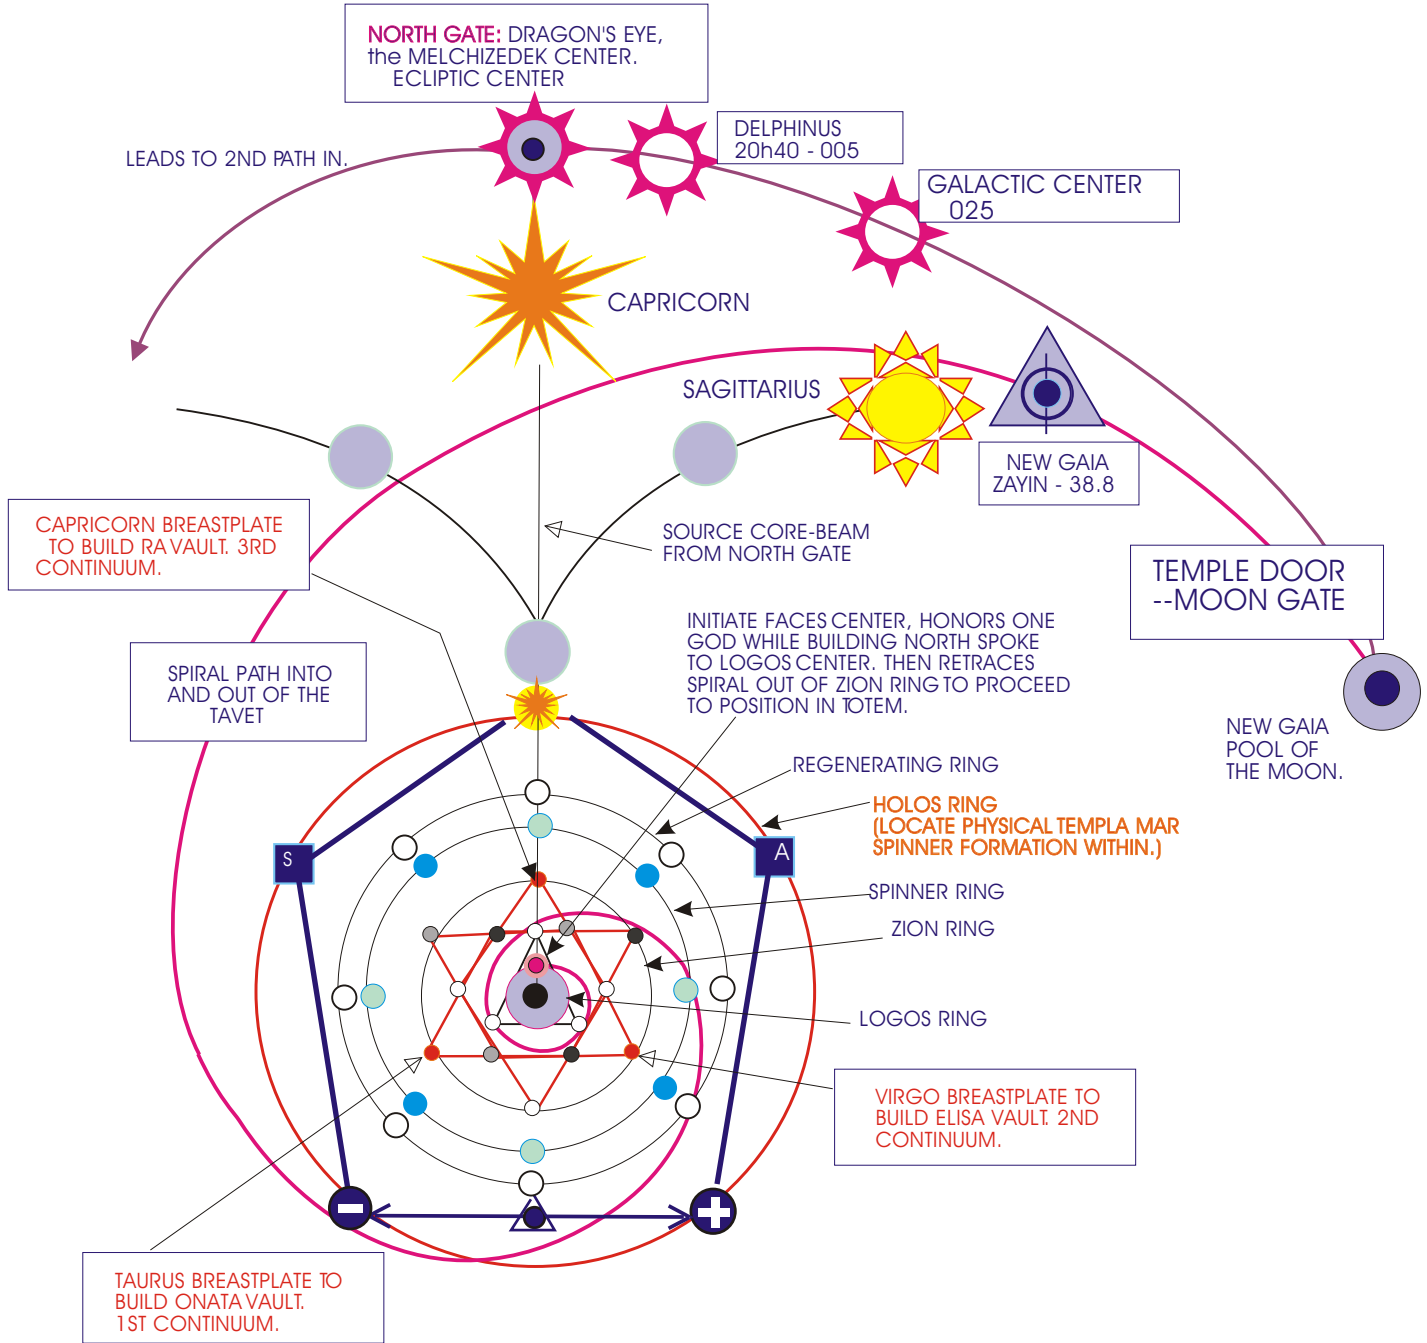 NORTH GATE: DRAGON'S EYE,
the MELCHIZEDEK CENTER.
ECLIPTIC CENTER
DELPHINUS
20h40 - 005
LEADS TO 2ND PATH IN.
GALACTIC CENTER
025
CAPRICORN
SAGITTARIUS
NEW GAIA
ZAYIN - 38.8
CAPRICORN BREASTPLATE
TO BUILD RA VAULT. 3RD
CONTINUUM.
SOURCE CORE-BEAM
FROM NORTH GATE
TEMPLE DOOR
--MOON GATE
INITIATE FACES CENTER, HONORS ONE
GOD WHILE BUILDING NORTH SPOKE
TO LOGOS CENTER. THEN RETRACES
SPIRAL OUT OF ZION RING TO PROCEED
TO POSITION IN TOTEM.
SPIRAL PATH INTO
AND OUT OF THE
TAVET
NEW GAIA
POOL OF
THE MOON.
REGENERATING RING
HOLOS RING
(LOCATE PHYSICAL TEMPLA MAR
SPINNER FORMATION WITHIN.)
S
A
SPINNER RING
ZION RING
LOGOS RING
VIRGO BREASTPLATE TO
BUILD ELISA VAULT. 2ND
CONTINUUM.
TAURUS BREASTPLATE TO
BUILD ONATA VAULT.
1ST CONTINUUM.